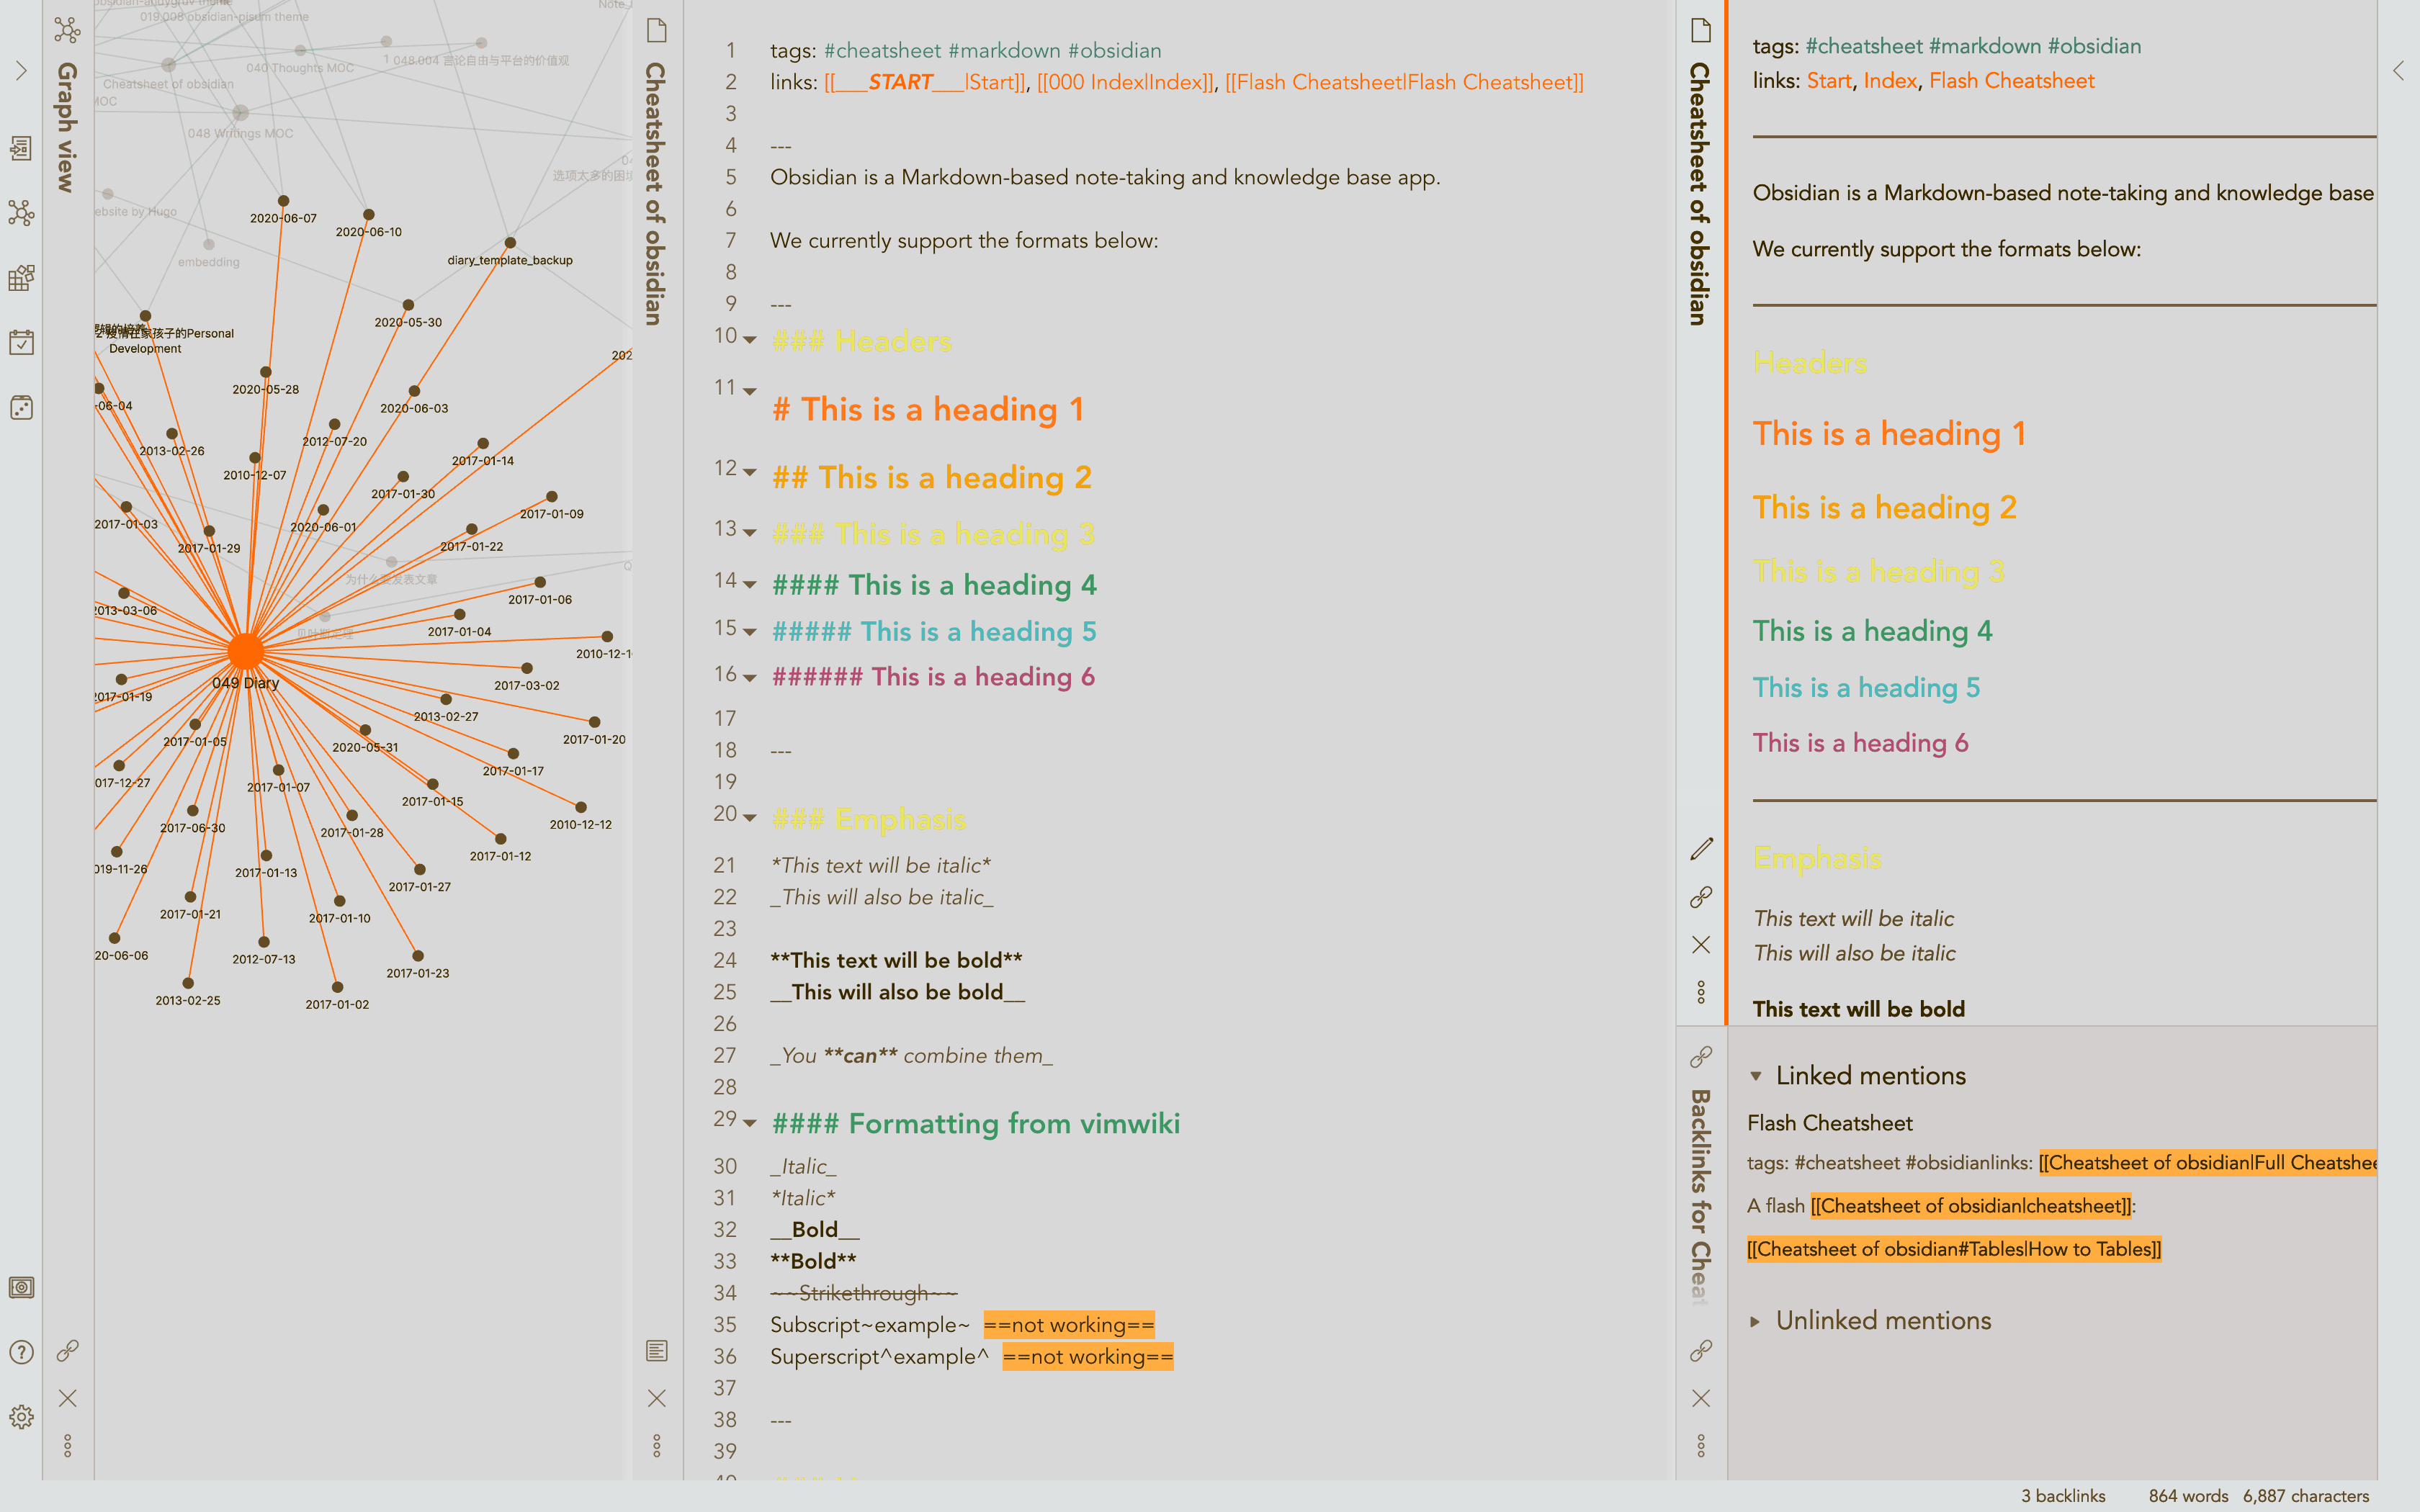 Graph view
019.008 obsidian-pisum theme
040 Thoughts MOC
1 048.004 言论自由与平台的价值观
Cheatsheet of obsidian
MOC
048 Writings MOC
embedding
2020-06-07
2020-06-10
diary_template_backup
2020-05-30
Development
2020-05-28
2020-06-03
-06-04
2012-07-20
2013-02-26
2017-01-14
2010-12-07
2017-01-30
2017-01-09
2017-01-03
2020-06-01
2017-01-29
2017-01-22
为什么要发表文章
2017-01-06
2013-03-06
2017-01-04
2010-12-1
049 Diary
2017-03-02
2017-01-19
2013-02-27
2017-01-20
2017-01-05
2020-05-31
2017-01-17
017-12-27
2017-01-07
2017-01-15
2017-06-30
2017-01-28
2010-12-12
2017-01-12
019-11-26
2017-01-13
2017-01-27
2017-01-21
2017-01-10
20-06-06
2012-07-13
2017-01-23
2013-02-25
2017-01-02
Cheatsheet of obsidian
1 tags: #cheatsheet #markdown #obsidian
2 links: [[___START___|Start]], [[000 Index|Index]], [[Flash Cheatsheet|Flash Cheatsheet]]
3
4 ---
5 Obsidian is a Markdown-based note-taking and knowledge base app.
6
7 We currently support the formats below:
8
9 ---
10 ### Headers
11 # This is a heading 1
12 ## This is a heading 2
13 ### This is a heading 3
14 #### This is a heading 4
15 ##### This is a heading 5
16 ###### This is a heading 6
17
18 ---
19
20 ### Emphasis
21 *This text will be italic*
22 _This will also be italic_
23
24 **This text will be bold**
25 __This will also be bold__
26
27 _You **can** combine them_
28
29 #### Formatting from vimwiki
30 _Italic_
31 *Italic*
32 __Bold__
33 **Bold**
34 ~~Strikethrough~~
35 Subscript~example~ ==not working==
36 Superscript^example^ ==not working==
37
38 ---
39
Cheatsheet of obsidian
tags: #cheatsheet #markdown #obsidian
links: Start, Index, Flash Cheatsheet
Obsidian is a Markdown-based note-taking and knowledge base
We currently support the formats below:
Headers
This is a heading 1
This is a heading 2
This is a heading 3
This is a heading 4
This is a heading 5
This is a heading 6
Emphasis
This text will be italic
This will also be italic
This text will be bold
Backlinks for Cheat
Linked mentions
Flash Cheatsheet
tags: #cheatsheet #obsidianlinks: [[Cheatsheet of obsidian|Full Cheatshee
A flash [[Cheatsheet of obsidian|cheatsheet]]:
[[Cheatsheet of obsidian#Tables|How to Tables]]
Unlinked mentions
3 backlinks 864 words 6,887 characters